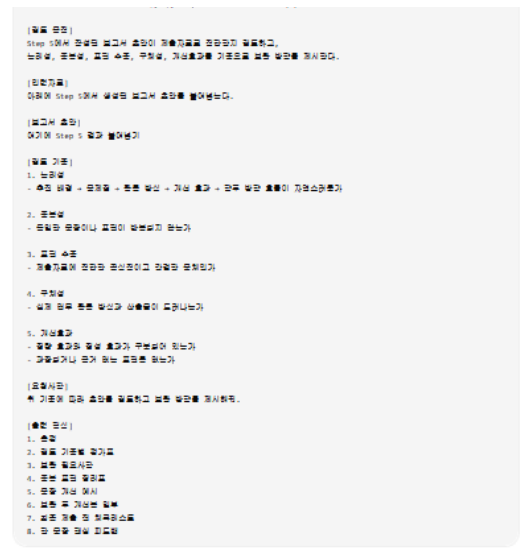 [검토 목적]
Step 5에서 완성된 보고서 초안이 제출자료로 적합한지 검토하고,
논리성, 중복성, 표현 수준, 구체성, 개선효과를 기준으로 보완 방안을 제시한다.
[입력자료]
아래에 Step 5에서 생성된 보고서 초안을 붙여넣는다.
[보고서 초안]
여기에 Step 5 결과 붙여넣기
[검토 기준]
1. 논리성
- 추진 배경 → 문제점 → 활용 방식 → 개선 효과 → 향후 방안 흐름이 자연스러운가
2. 중복성
- 동일한 문장이나 표현이 반복되지 않는가
3. 표현 수준
- 제출자료에 적합한 공식적이고 간결한 문체인가
4. 구체성
- 실제 업무 활용 방식과 산출물이 드러나는가
5. 개선효과
- 정량 효과와 정성 효과가 구분되어 있는가
- 과장되거나 근거 없는 표현은 없는가
[요청사항]
위 기준에 따라 초안을 검토하고 보완 방안을 제시하라.
[출력 형식]
1. 총평
2. 검토 기준별 평가표
3. 보완 필요사항
4. 중복 표현 정리표
5. 문장 개선 예시
6. 보완 후 개선본 일부
7. 최종 제출 전 체크리스트
8. 한 문장 핵심 피드백